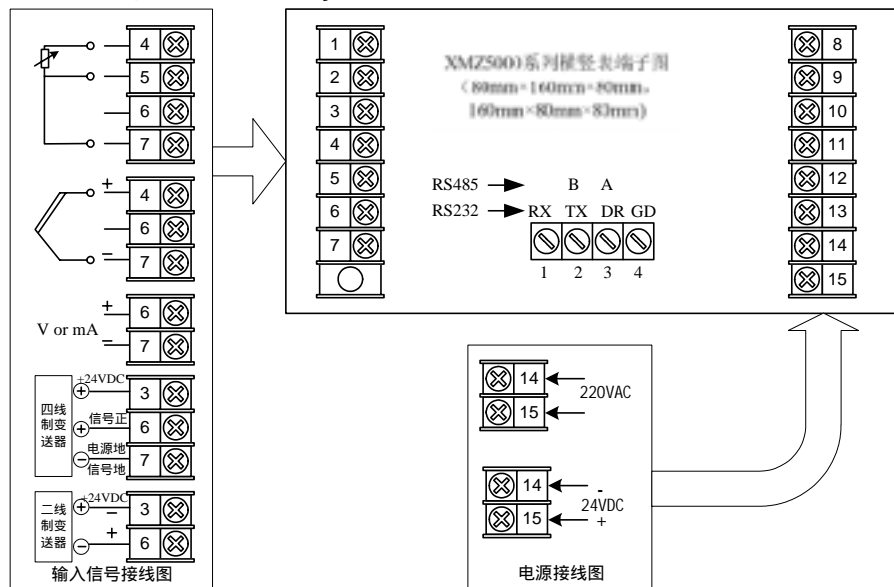 4
5
6
7
+
4
6
− 7
V or mA
+ 6
− 7
四线
制变
送器
+24VDC 3
信号正 6
电源地 7
信号地
二线
制变
送器
+24VDC 3
−
+ 6
输入信号接线图
1
2
3
4
5
6
7
XMZ5000系列横竖表端子图
(80mm×160mm×80mm、
160mm×80mm×80mm)
RS485 B A
RS232 RX TX DR GD
1 2 3 4
8
9
10
11
12
13
14
15
14
15
220VAC
14 -
24VDC
15 +
电源接线图